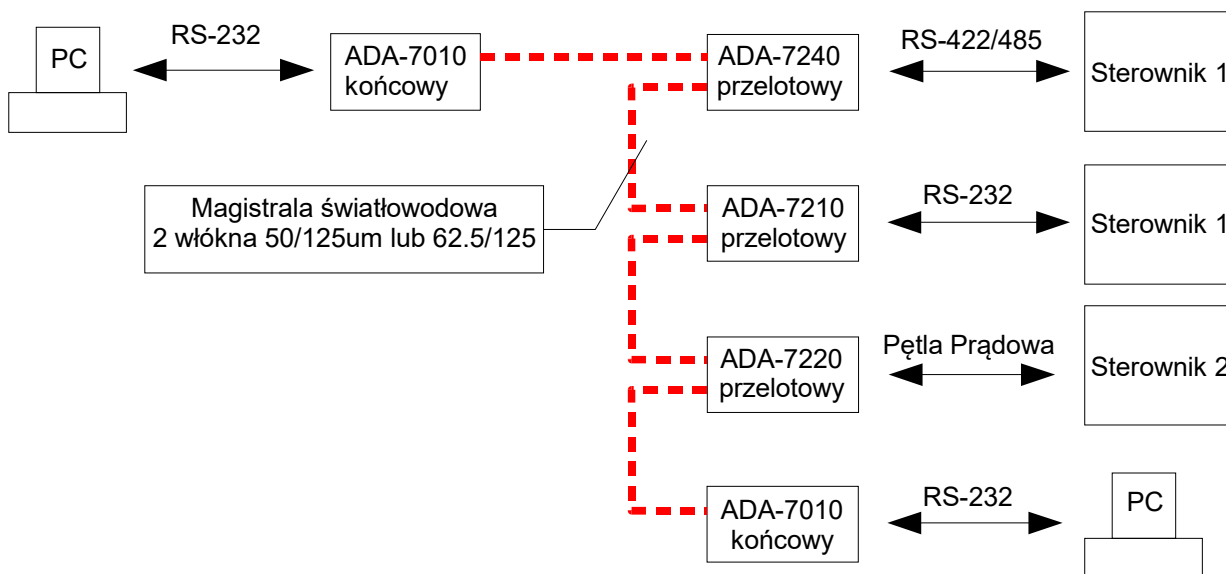 PC
RS-232
ADA-7010
końcowy
ADA-7240
przelotowy
RS-422/485
Sterownik 1
Magistrala światłowodowa
2 włókna 50/125um lub 62.5/125
ADA-7210
przelotowy
RS-232
Sterownik 1
ADA-7220
przelotowy
Pętla Prądowa
Sterownik 2
ADA-7010
końcowy
RS-232
PC